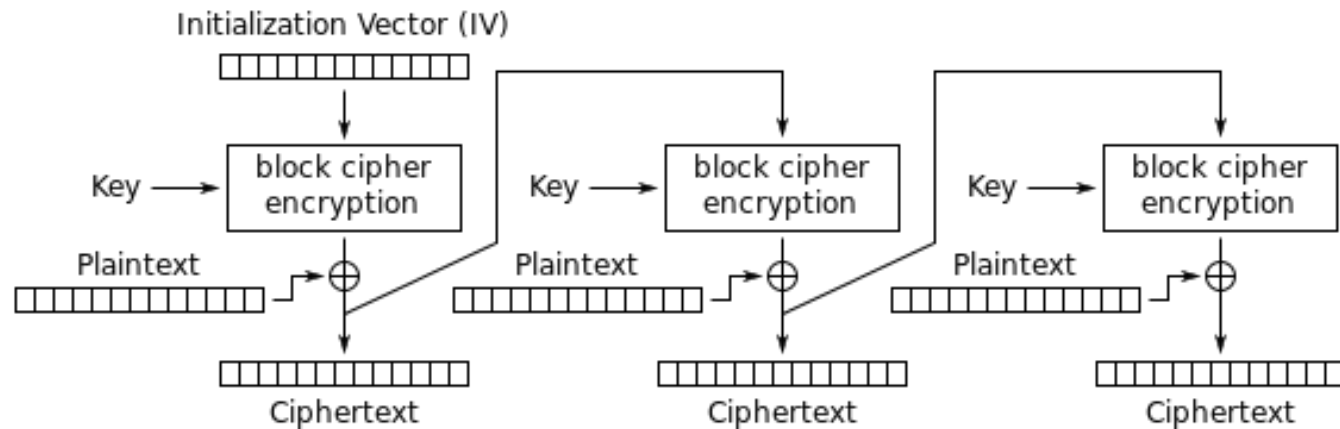 Initialization Vector (IV)
Key
block cipher
encryption
Key
block cipher
encryption
Key
block cipher
encryption
Plaintext
Plaintext
Plaintext
Ciphertext
Ciphertext
Ciphertext